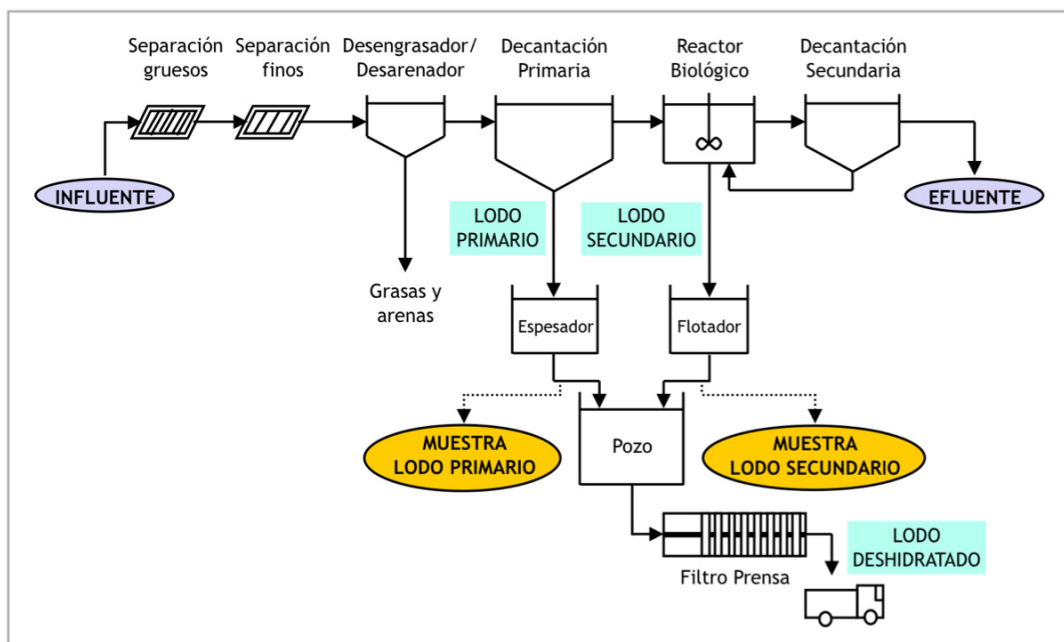 Separación
gruesos
Separación
finos
Desengrasador/
Desarenador
Decantación
Primaria
Reactor
Biológico
Decantación
Secundaria
INFLUENTE
EFLUENTE
LODO
PRIMARIO
LODO
SECUNDARIO
Grasas y
arenas
Espesador
Flotador
MUESTRA
LODO PRIMARIO
Pozo
MUESTRA
LODO SECUNDARIO
LODO
DESHIDRATADO
Filtro Prensa